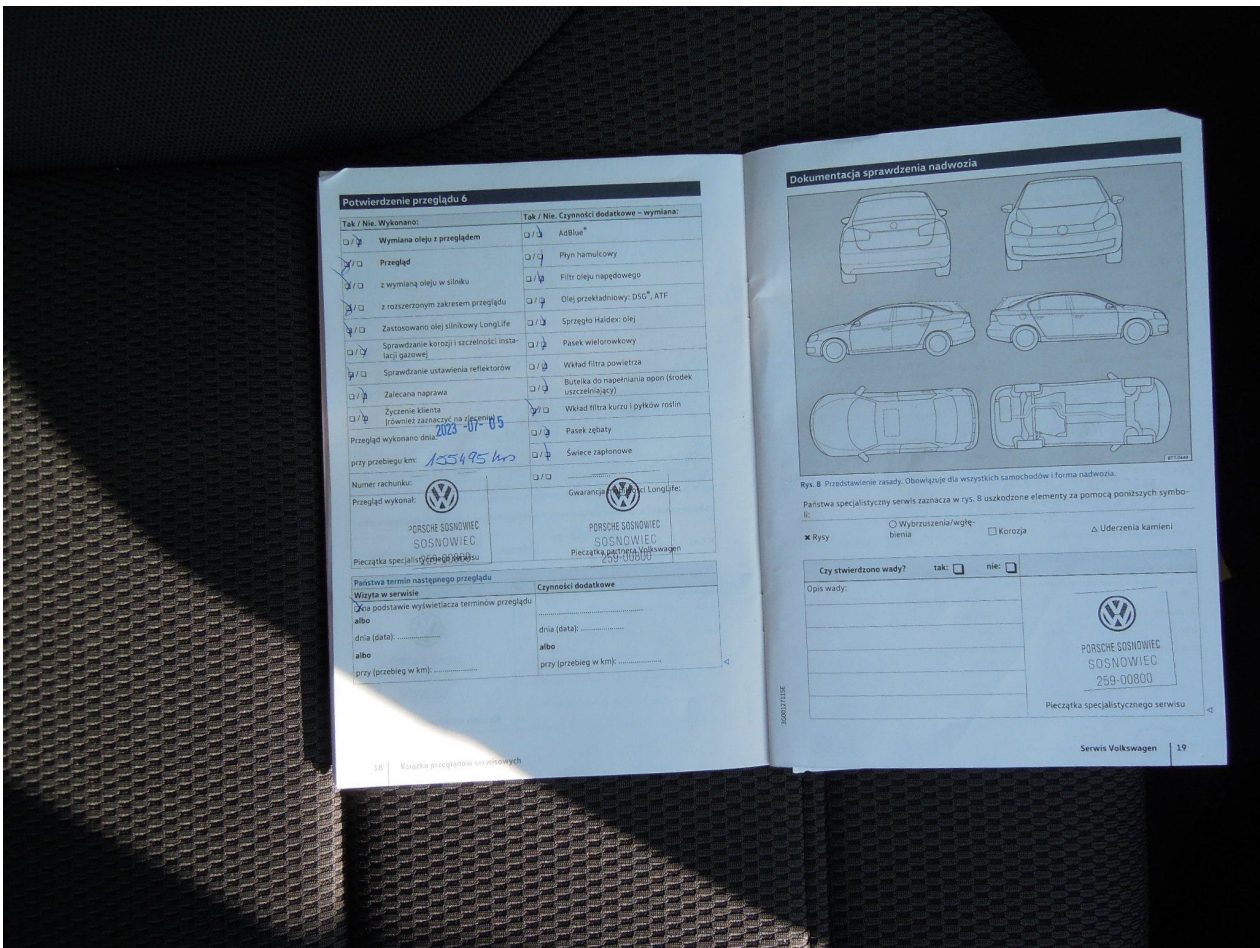 Potwierdzenie przeglądu 6
Tak / Nie. Wykonano:
□/□ Wymiana oleju z przeglądem
□/□ Przegląd
□/□ z wymianą oleju w silniku
□/□ z rozszerzonym zakresem przeglądu
□/□ Zastosowano olej silnikowy LongLife
□/□ Sprawdzanie korozji i szczelności insta-
lacji gazowej
□/□ Sprawdzanie ustawienia reflektorów
□/□ Zalecana naprawa
□/□ Życzenie klienta
(również zaznaczyć na zleceniu)
Przegląd wykonano dnia: 2023 -07- 05
przy przebiegu km: 155495 km
Numer rachunku:
Przegląd wykonał:
PORSCHE SOSNOWIEC
SOSNOWIEC
259-00800
Pieczątka specjalistycznego serwisu
Tak / Nie. Czynności dodatkowe – wymiana:
□/□ AdBlue®
□/□ Płyn hamulcowy
□/□ Filtr oleju napędowego
□/□ Olej przekładniowy: DSG®, ATF
□/□ Sprzęgło Haldex: olej
□/□ Pasek wielorowkowy
□/□ Wkład filtra powietrza
□/□ Butelka do napełniania opon (środek
uszczelniający)
□/□ Wkład filtra kurzu i pyłków roślin
□/□ Pasek zębaty
□/□ Świece zapłonowe
□/□
Gwarancja mobilności LongLife:
PORSCHE SOSNOWIEC
SOSNOWIEC
Pieczątka partnera Volkswagen
259-00800
Państwa termin następnego przeglądu
Wizyta w serwisie
□ na podstawie wyświetlacza terminów przeglądu
albo
dnia (data): ....................
albo
przy (przebieg w km): ....................
Czynności dodatkowe
dnia (data): ....................
albo
przy (przebieg w km): ....................
18 | Książka przeglądów serwisowych
Dokumentacja sprawdzenia nadwozia
Rys. 8 Przedstawienie zasady. Obowiązuje dla wszystkich samochodów i forma nadwozia.
Państwa specjalistyczny serwis zaznacza w rys. 8 uszkodzone elementy za pomocą poniższych symbo-
li:
× Rysy
○ Wybrzuszenia/wgłę-
bienia
□ Korozja
△ Uderzenia kamieni
Czy stwierdzono wady? tak: □ nie: □
Opis wady:
PORSCHE SOSNOWIEC
SOSNOWIEC
259-00800
Pieczątka specjalistycznego serwisu
Serwis Volkswagen | 19